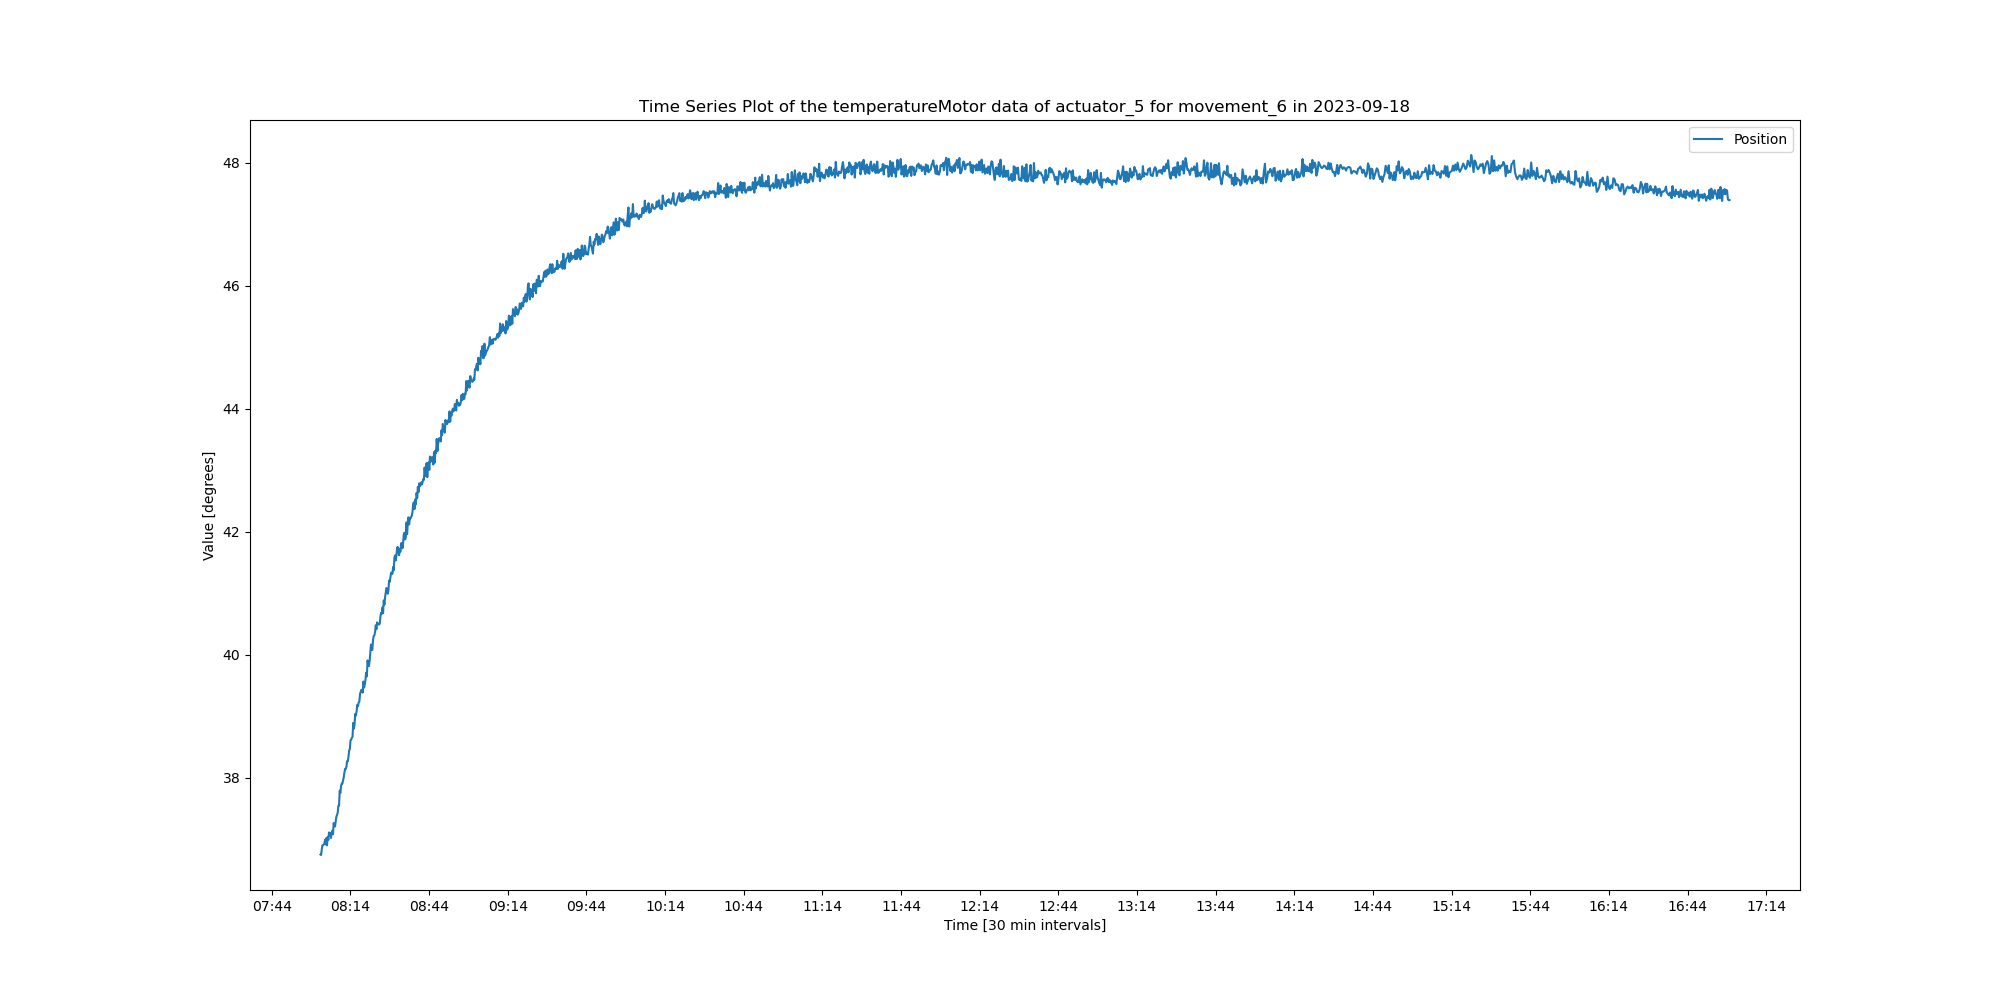 Time Series Plot of the temperatureMotor data of actuator_5 for movement_6 in 2023-09-18
Position
48
46
44
42
40
38
Value [degrees]
07:44 08:14 08:44 09:14 09:44 10:14 10:44 11:14 11:44 12:14 12:44 13:14 13:44 14:14 14:44 15:14 15:44 16:14 16:44 17:14
Time [30 min intervals]